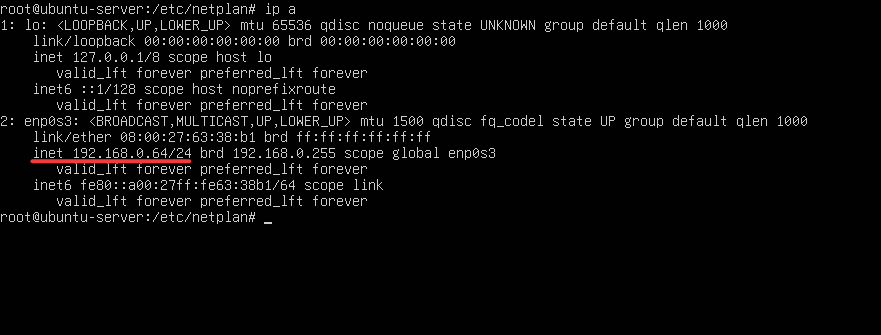 root@ubuntu-server:/etc/netplan# ip a
1: lo: <LOOPBACK,UP,LOWER_UP> mtu 65536 qdisc noqueue state UNKNOWN group default qlen 1000
    link/loopback 00:00:00:00:00:00 brd 00:00:00:00:00:00
    inet 127.0.0.1/8 scope host lo
       valid_lft forever preferred_lft forever
    inet6 ::1/128 scope host noprefixroute
       valid_lft forever preferred_lft forever
2: enp0s3: <BROADCAST,MULTICAST,UP,LOWER_UP> mtu 1500 qdisc fq_codel state UP group default qlen 1000
    link/ether 08:00:27:63:38:b1 brd ff:ff:ff:ff:ff:ff
    inet 192.168.0.64/24 brd 192.168.0.255 scope global enp0s3
       valid_lft forever preferred_lft forever
    inet6 fe80::a00:27ff:fe63:38b1/64 scope link
       valid_lft forever preferred_lft forever
root@ubuntu-server:/etc/netplan# _